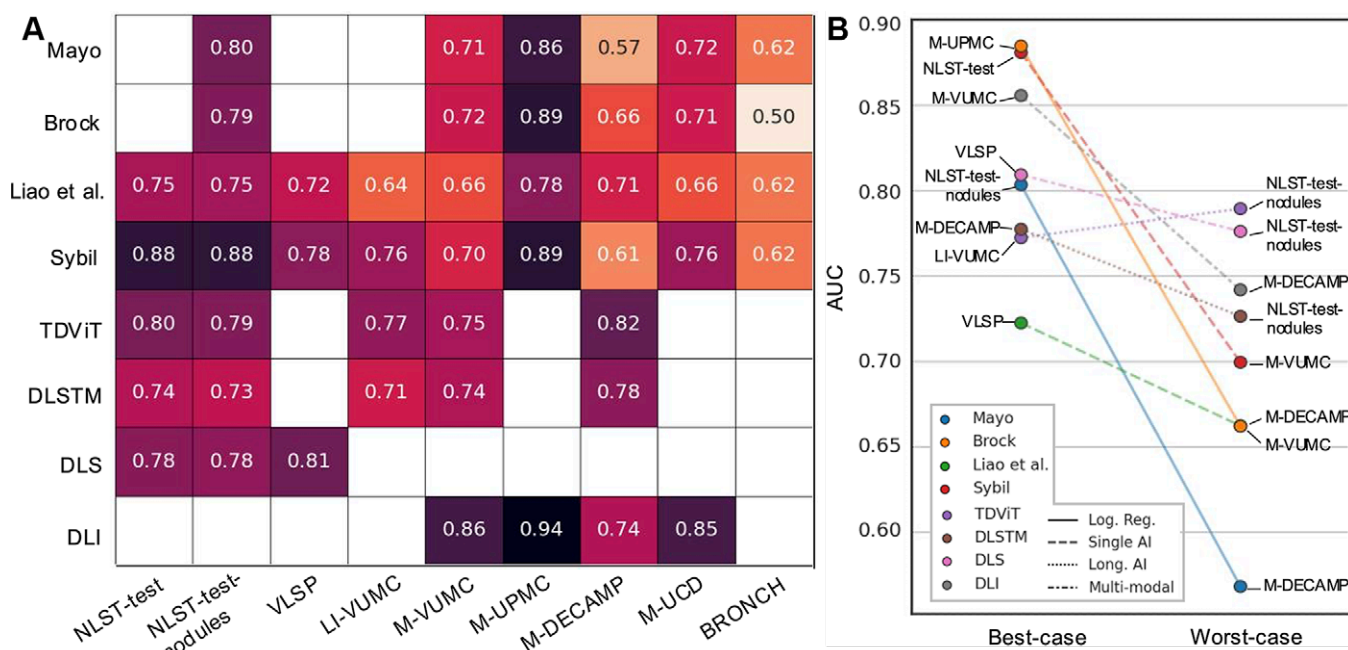 A
Mayo
0.80
0.71
0.86
0.57
0.72
0.62
Brock
0.79
0.72
0.89
0.66
0.71
0.50
Liao et al.
0.75
0.75
0.72
0.64
0.66
0.78
0.71
0.66
0.62
Sybil
0.88
0.88
0.78
0.76
0.70
0.89
0.61
0.76
0.62
TDViT
0.80
0.79
0.77
0.75
0.82
DLSTM
0.74
0.73
0.71
0.74
0.78
DLS
0.78
0.78
0.81
DLI
0.86
0.94
0.74
0.85
NLST-test
NLST-test-
nodules
VLSP
LI-VUMC
M-VUMC
M-UPMC
M-DECAMP
M-UCD
BRONCH
B
AUC
0.90
0.85
0.80
0.75
0.70
0.65
0.60
M-UPMC
NLST-test
M-VUMC
VLSP
NLST-test-
nodules
M-DECAMP
LI-VUMC
VLSP
NLST-test-
nodules
NLST-test-
nodules
M-DECAMP
NLST-test-
nodules
M-VUMC
M-DECAMP
M-VUMC
M-DECAMP
Mayo
Brock
Liao et al.
Sybil
TDViT
DLSTM
DLS
DLI
Log. Reg.
Single AI
Long. AI
Multi-modal
Best-case
Worst-case